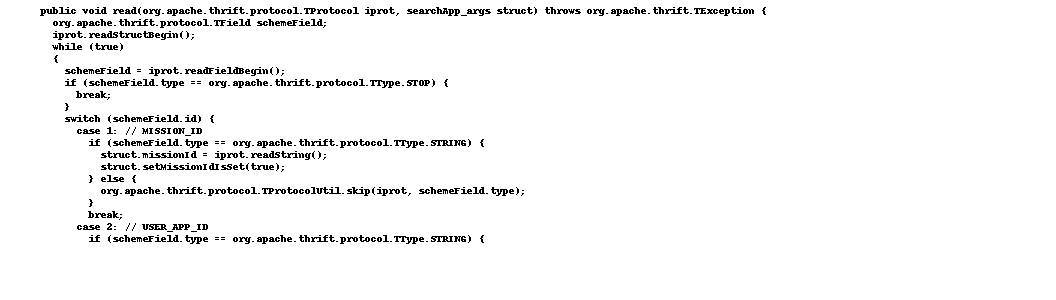 public void read(org.apache.thrift.protocol.TProtocol iprot, searchApp_args struct) throws org.apache.thrift.TException {
org.apache.thrift.protocol.TField schemeField;
iprot.readStructBegin();
while (true)
{
schemeField = iprot.readFieldBegin();
if (schemeField.type == org.apache.thrift.protocol.TType.STOP) {
break;
}
switch (schemeField.id) {
case 1: // MISSION_ID
if (schemeField.type == org.apache.thrift.protocol.TType.STRING) {
struct.missionId = iprot.readString();
struct.setMissionIdIsSet(true);
} else {
org.apache.thrift.protocol.TProtocolUtil.skip(iprot, schemeField.type);
}
break;
case 2: // USER_APP_ID
if (schemeField.type == org.apache.thrift.protocol.TType.STRING) {